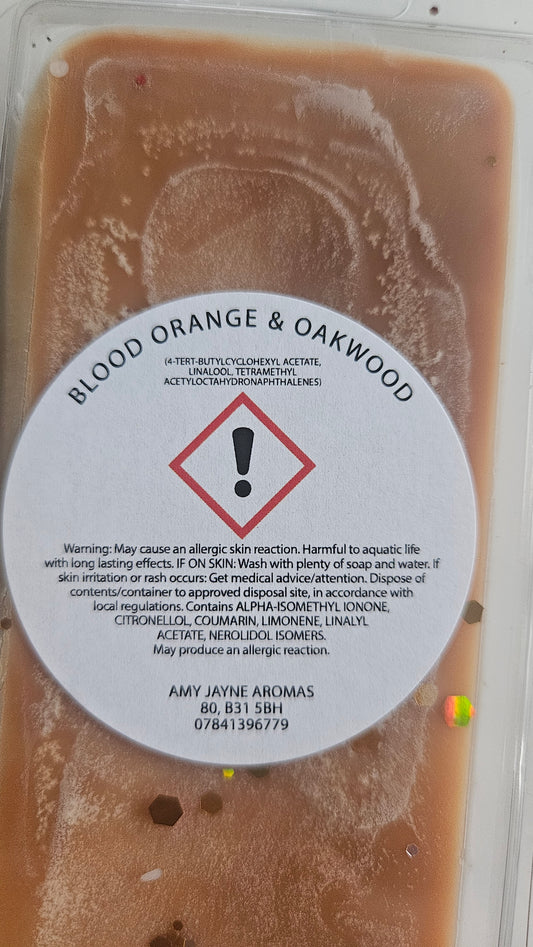 BLOOD ORANGE & OAKWOOD
(4-TERT-BUTYLCYCLOHEXYL ACETATE,
LINALOOL, TETRAMETHYL
ACETYLOCTAHYDRONAPHTHALENES)
!
Warning: May cause an allergic skin reaction. Harmful to aquatic life
with long lasting effects. IF ON SKIN: Wash with plenty of soap and water. If
skin irritation or rash occurs: Get medical advice/attention. Dispose of
contents/container to approved disposal site, in accordance with
local regulations. Contains ALPHA-ISOMETHYL IONONE,
CITRONELLOL, COUMARIN, LIMONENE, LINALYL
ACETATE, NEROLIDOL ISOMERS.
May produce an allergic reaction.
AMY JAYNE AROMAS
80, B31 5BH
07841396779